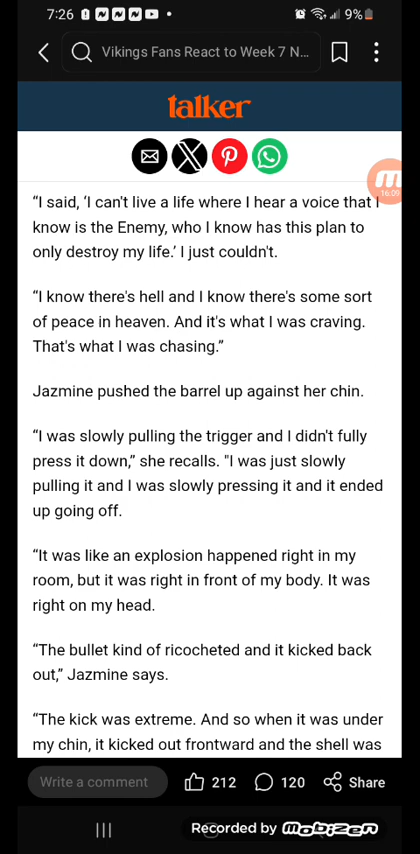 7:26
9%
Vikings Fans React to Week 7 N...
talker
16:09
“I said, ‘I can't live a life where I hear a voice that I
know is the Enemy, who I know has this plan to
only destroy my life.’ I just couldn't.
“I know there's hell and I know there's some sort
of peace in heaven. And it's what I was craving.
That's what I was chasing.”
Jazmine pushed the barrel up against her chin.
“I was slowly pulling the trigger and I didn't fully
press it down,” she recalls. "I was just slowly
pulling it and I was slowly pressing it and it ended
up going off.
“It was like an explosion happened right in my
room, but it was right in front of my body. It was
right on my head.
“The bullet kind of ricocheted and it kicked back
out,” Jazmine says.
“The kick was extreme. And so when it was under
my chin, it kicked out frontward and the shell was
Write a comment
212
120
Share
Recorded by Mobizen